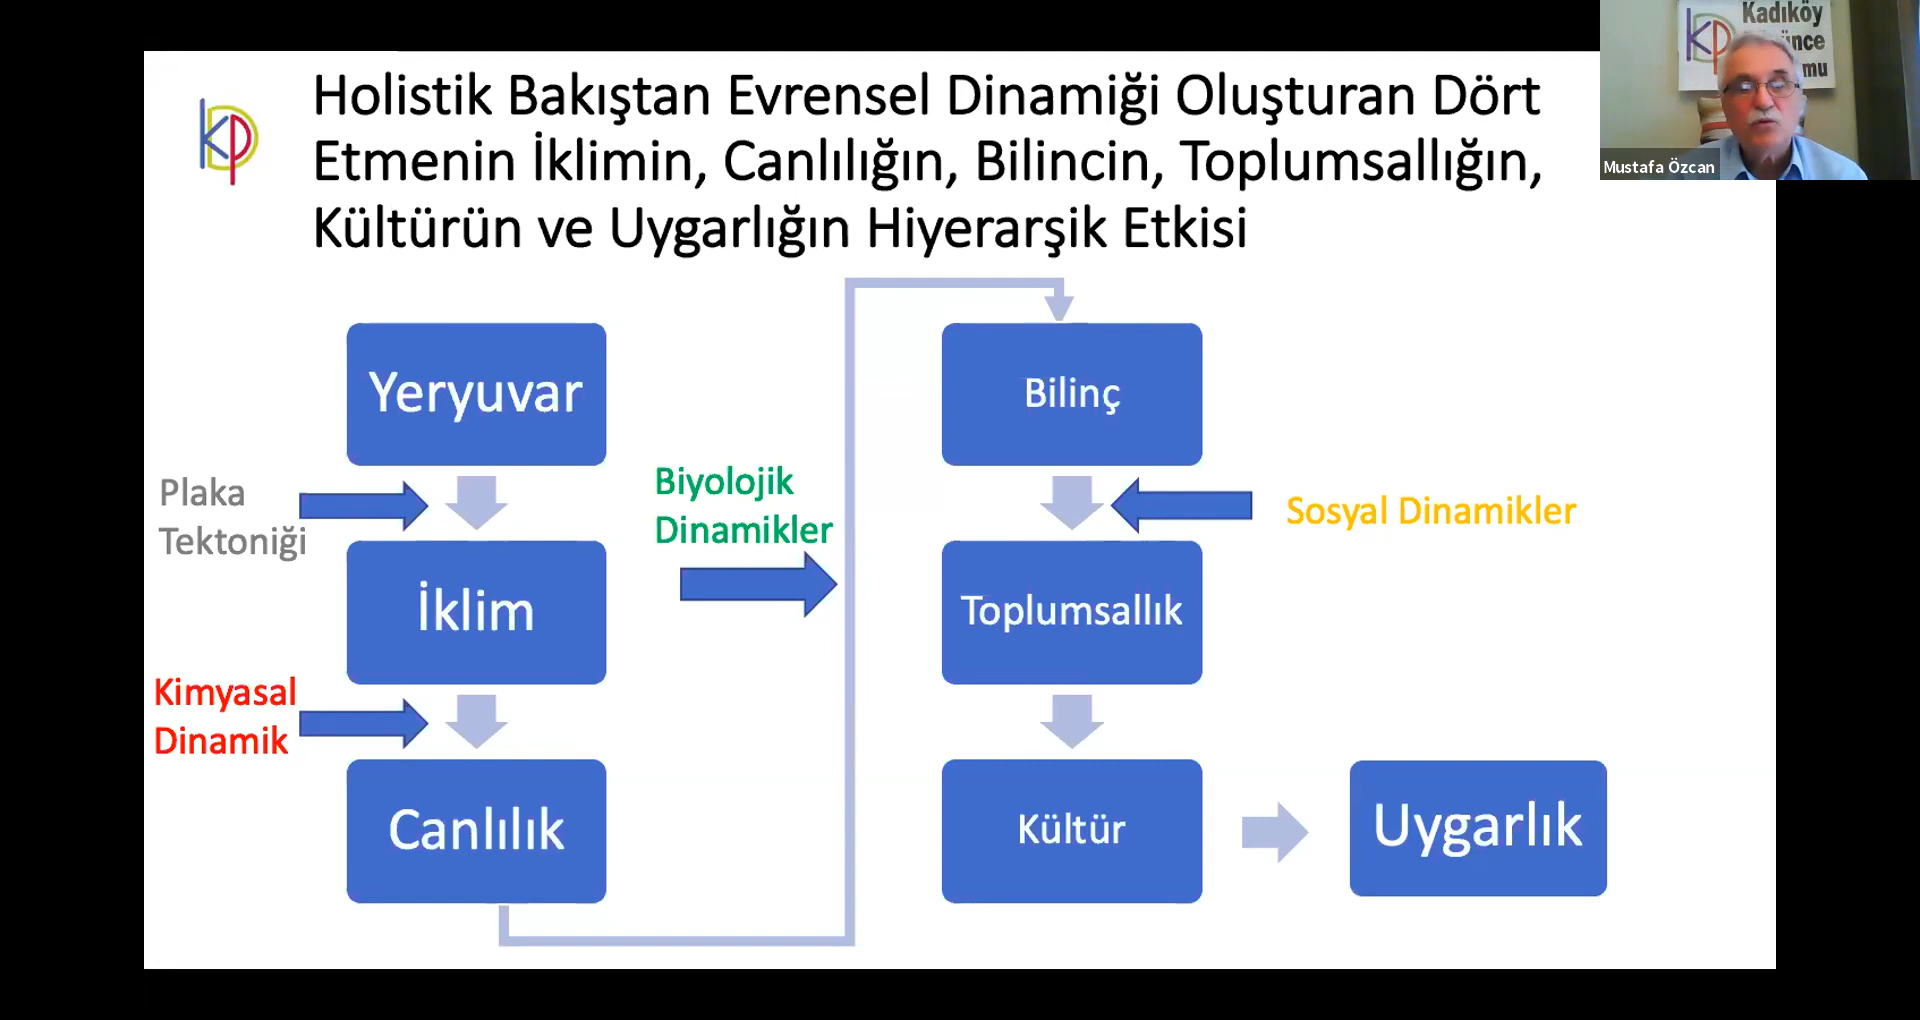 Holistik Bakıştan Evrensel Dinamiği Oluşturan Dört
Etmenin İklimin, Canlılığın, Bilincin, Toplumsallığın,
Kültürün ve Uygarlığın Hiyerarşik Etkisi
Kadıköy
Mustafa Özcan
Yeryuvar
Plaka
Tektoniği
İklim
Kimyasal
Dinamik
Canlılık
Biyolojik
Dinamikler
Bilinç
Sosyal Dinamikler
Toplumsallık
Kültür
Uygarlık